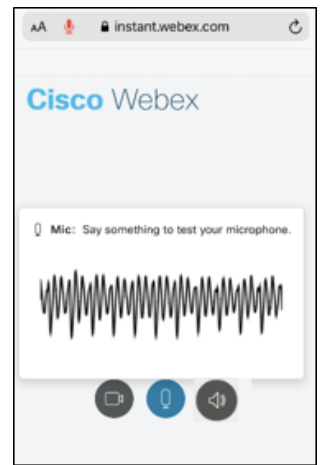 AA instant.webex.com
Cisco Webex
Mic: Say something to test your microphone.